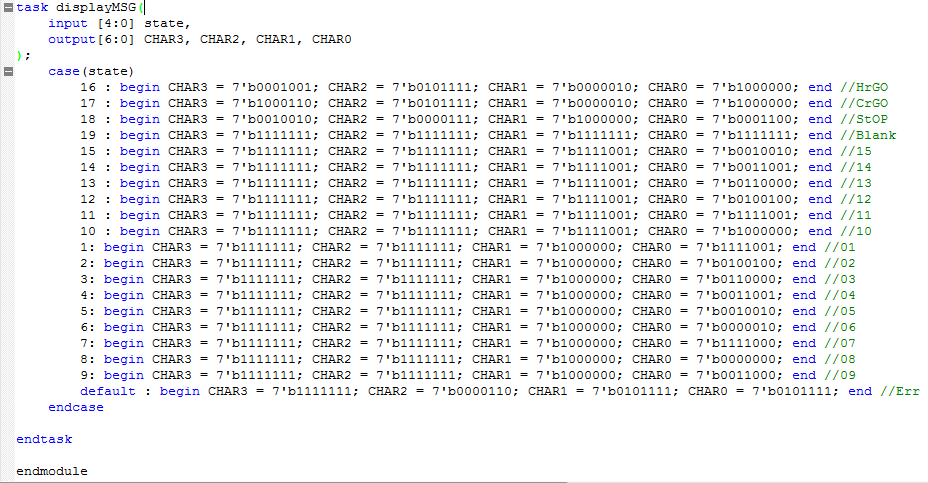 task displayMSG(
    input [4:0] state,
    output[6:0] CHAR3, CHAR2, CHAR1, CHAR0
);
    case(state)
        16 : begin CHAR3 = 7'b0001001; CHAR2 = 7'b0101111; CHAR1 = 7'b0000010; CHAR0 = 7'b1000000; end //HrGO
        17 : begin CHAR3 = 7'b1000110; CHAR2 = 7'b0101111; CHAR1 = 7'b0000010; CHAR0 = 7'b1000000; end //CrGO
        18 : begin CHAR3 = 7'b0010010; CHAR2 = 7'b0000111; CHAR1 = 7'b1000000; CHAR0 = 7'b0001100; end //StOP
        19 : begin CHAR3 = 7'b1111111; CHAR2 = 7'b1111111; CHAR1 = 7'b1111111; CHAR0 = 7'b1111111; end //Blank
        15 : begin CHAR3 = 7'b1111111; CHAR2 = 7'b1111111; CHAR1 = 7'b1111001; CHAR0 = 7'b0010010; end //15
        14 : begin CHAR3 = 7'b1111111; CHAR2 = 7'b1111111; CHAR1 = 7'b1111001; CHAR0 = 7'b0011001; end //14
        13 : begin CHAR3 = 7'b1111111; CHAR2 = 7'b1111111; CHAR1 = 7'b1111001; CHAR0 = 7'b0110000; end //13
        12 : begin CHAR3 = 7'b1111111; CHAR2 = 7'b1111111; CHAR1 = 7'b1111001; CHAR0 = 7'b0100100; end //12
        11 : begin CHAR3 = 7'b1111111; CHAR2 = 7'b1111111; CHAR1 = 7'b1111001; CHAR0 = 7'b1111001; end //11
        10 : begin CHAR3 = 7'b1111111; CHAR2 = 7'b1111111; CHAR1 = 7'b1111001; CHAR0 = 7'b1000000; end //10
        1: begin CHAR3 = 7'b1111111; CHAR2 = 7'b1111111; CHAR1 = 7'b1000000; CHAR0 = 7'b1111001; end //01
        2: begin CHAR3 = 7'b1111111; CHAR2 = 7'b1111111; CHAR1 = 7'b1000000; CHAR0 = 7'b0100100; end //02
        3: begin CHAR3 = 7'b1111111; CHAR2 = 7'b1111111; CHAR1 = 7'b1000000; CHAR0 = 7'b0110000; end //03
        4: begin CHAR3 = 7'b1111111; CHAR2 = 7'b1111111; CHAR1 = 7'b1000000; CHAR0 = 7'b0011001; end //04
        5: begin CHAR3 = 7'b1111111; CHAR2 = 7'b1111111; CHAR1 = 7'b1000000; CHAR0 = 7'b0010010; end //05
        6: begin CHAR3 = 7'b1111111; CHAR2 = 7'b1111111; CHAR1 = 7'b1000000; CHAR0 = 7'b0000010; end //06
        7: begin CHAR3 = 7'b1111111; CHAR2 = 7'b1111111; CHAR1 = 7'b1000000; CHAR0 = 7'b1111000; end //07
        8: begin CHAR3 = 7'b1111111; CHAR2 = 7'b1111111; CHAR1 = 7'b1000000; CHAR0 = 7'b0000000; end //08
        9: begin CHAR3 = 7'b1111111; CHAR2 = 7'b1111111; CHAR1 = 7'b1000000; CHAR0 = 7'b0011000; end //09
        default : begin CHAR3 = 7'b1111111; CHAR2 = 7'b0000110; CHAR1 = 7'b0101111; CHAR0 = 7'b0101111; end //Err
    endcase
endtask
endmodule